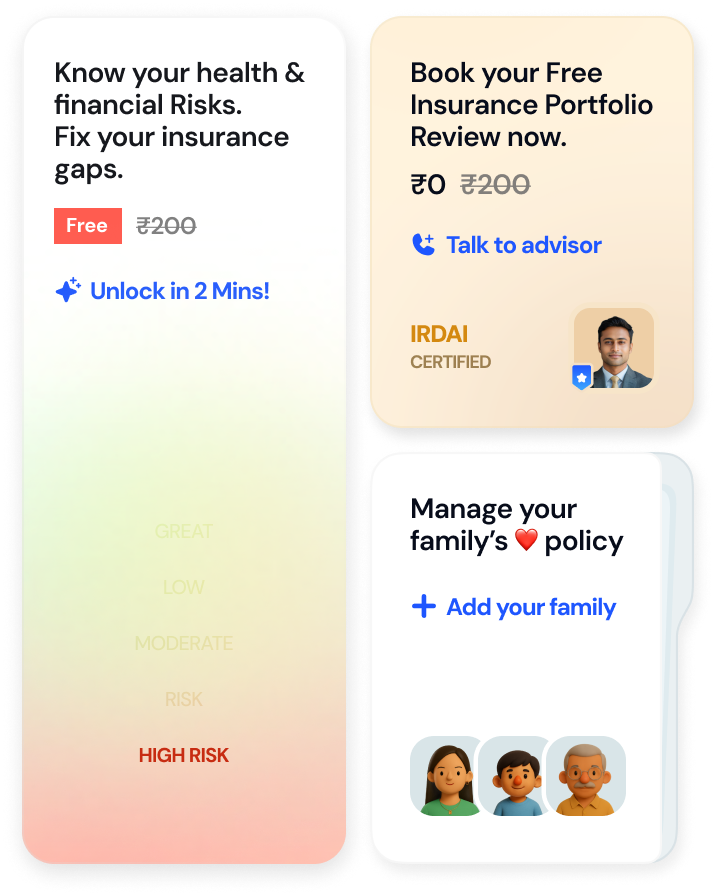 Know your health &
financial Risks.
Fix your insurance
gaps.
Free ₹200
Unlock in 2 Mins!
GREAT
LOW
MODERATE
RISK
HIGH RISK
Book your Free
Insurance Portfolio
Review now.
₹0 ₹200
Talk to advisor
IRDAI
CERTIFIED
Manage your
family’s ❤️ policy
Add your family